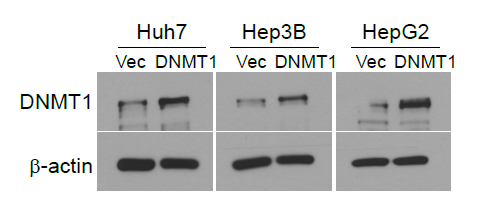 Huh7 Hep3B HepG2
Vec DNMT1 Vec DNMT1 Vec DNMT1
DNMT1
β-actin